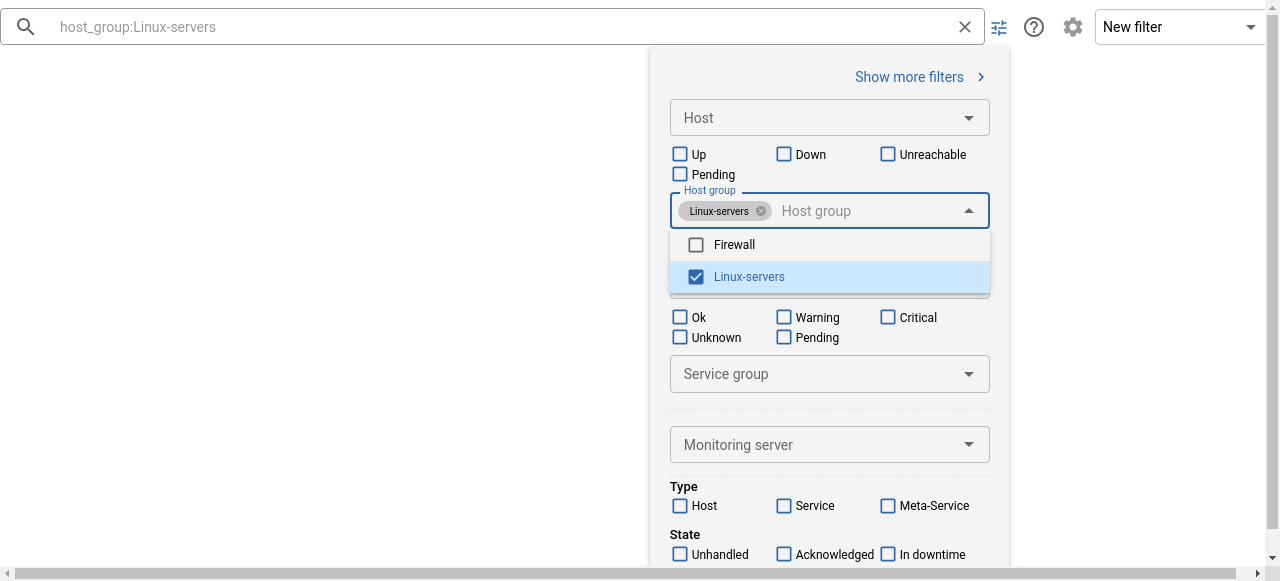 host_group:Linux-servers
New filter
Show more filters
Host
Up Down Unreachable
Pending
Host group
Linux-servers Host group
Firewall
Linux-servers
Ok Warning Critical
Unknown Pending
Service group
Monitoring server
Type
Host Service Meta-Service
State
Unhandled Acknowledged In downtime